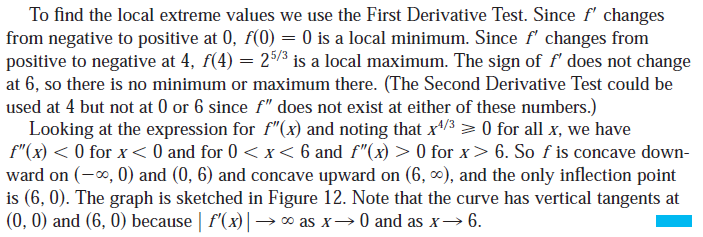 To find the local extreme values we use the First Derivative Test. Since f′ changes
from negative to positive at 0, f(0) = 0 is a local minimum. Since f′ changes from
positive to negative at 4, f(4) = 2^{5/3} is a local maximum. The sign of f′ does not change
at 6, so there is no minimum or maximum there. (The Second Derivative Test could be
used at 4 but not at 0 or 6 since f″ does not exist at either of these numbers.)
Looking at the expression for f″(x) and noting that x^{4/3} ≥ 0 for all x, we have
f″(x) < 0 for x < 0 and for 0 < x < 6 and f″(x) > 0 for x > 6. So f is concave down-
ward on (−∞, 0) and (0, 6) and concave upward on (6, ∞), and the only inflection point
is (6, 0). The graph is sketched in Figure 12. Note that the curve has vertical tangents at
(0, 0) and (6, 0) because | f′(x) | → ∞ as x → 0 and as x → 6.